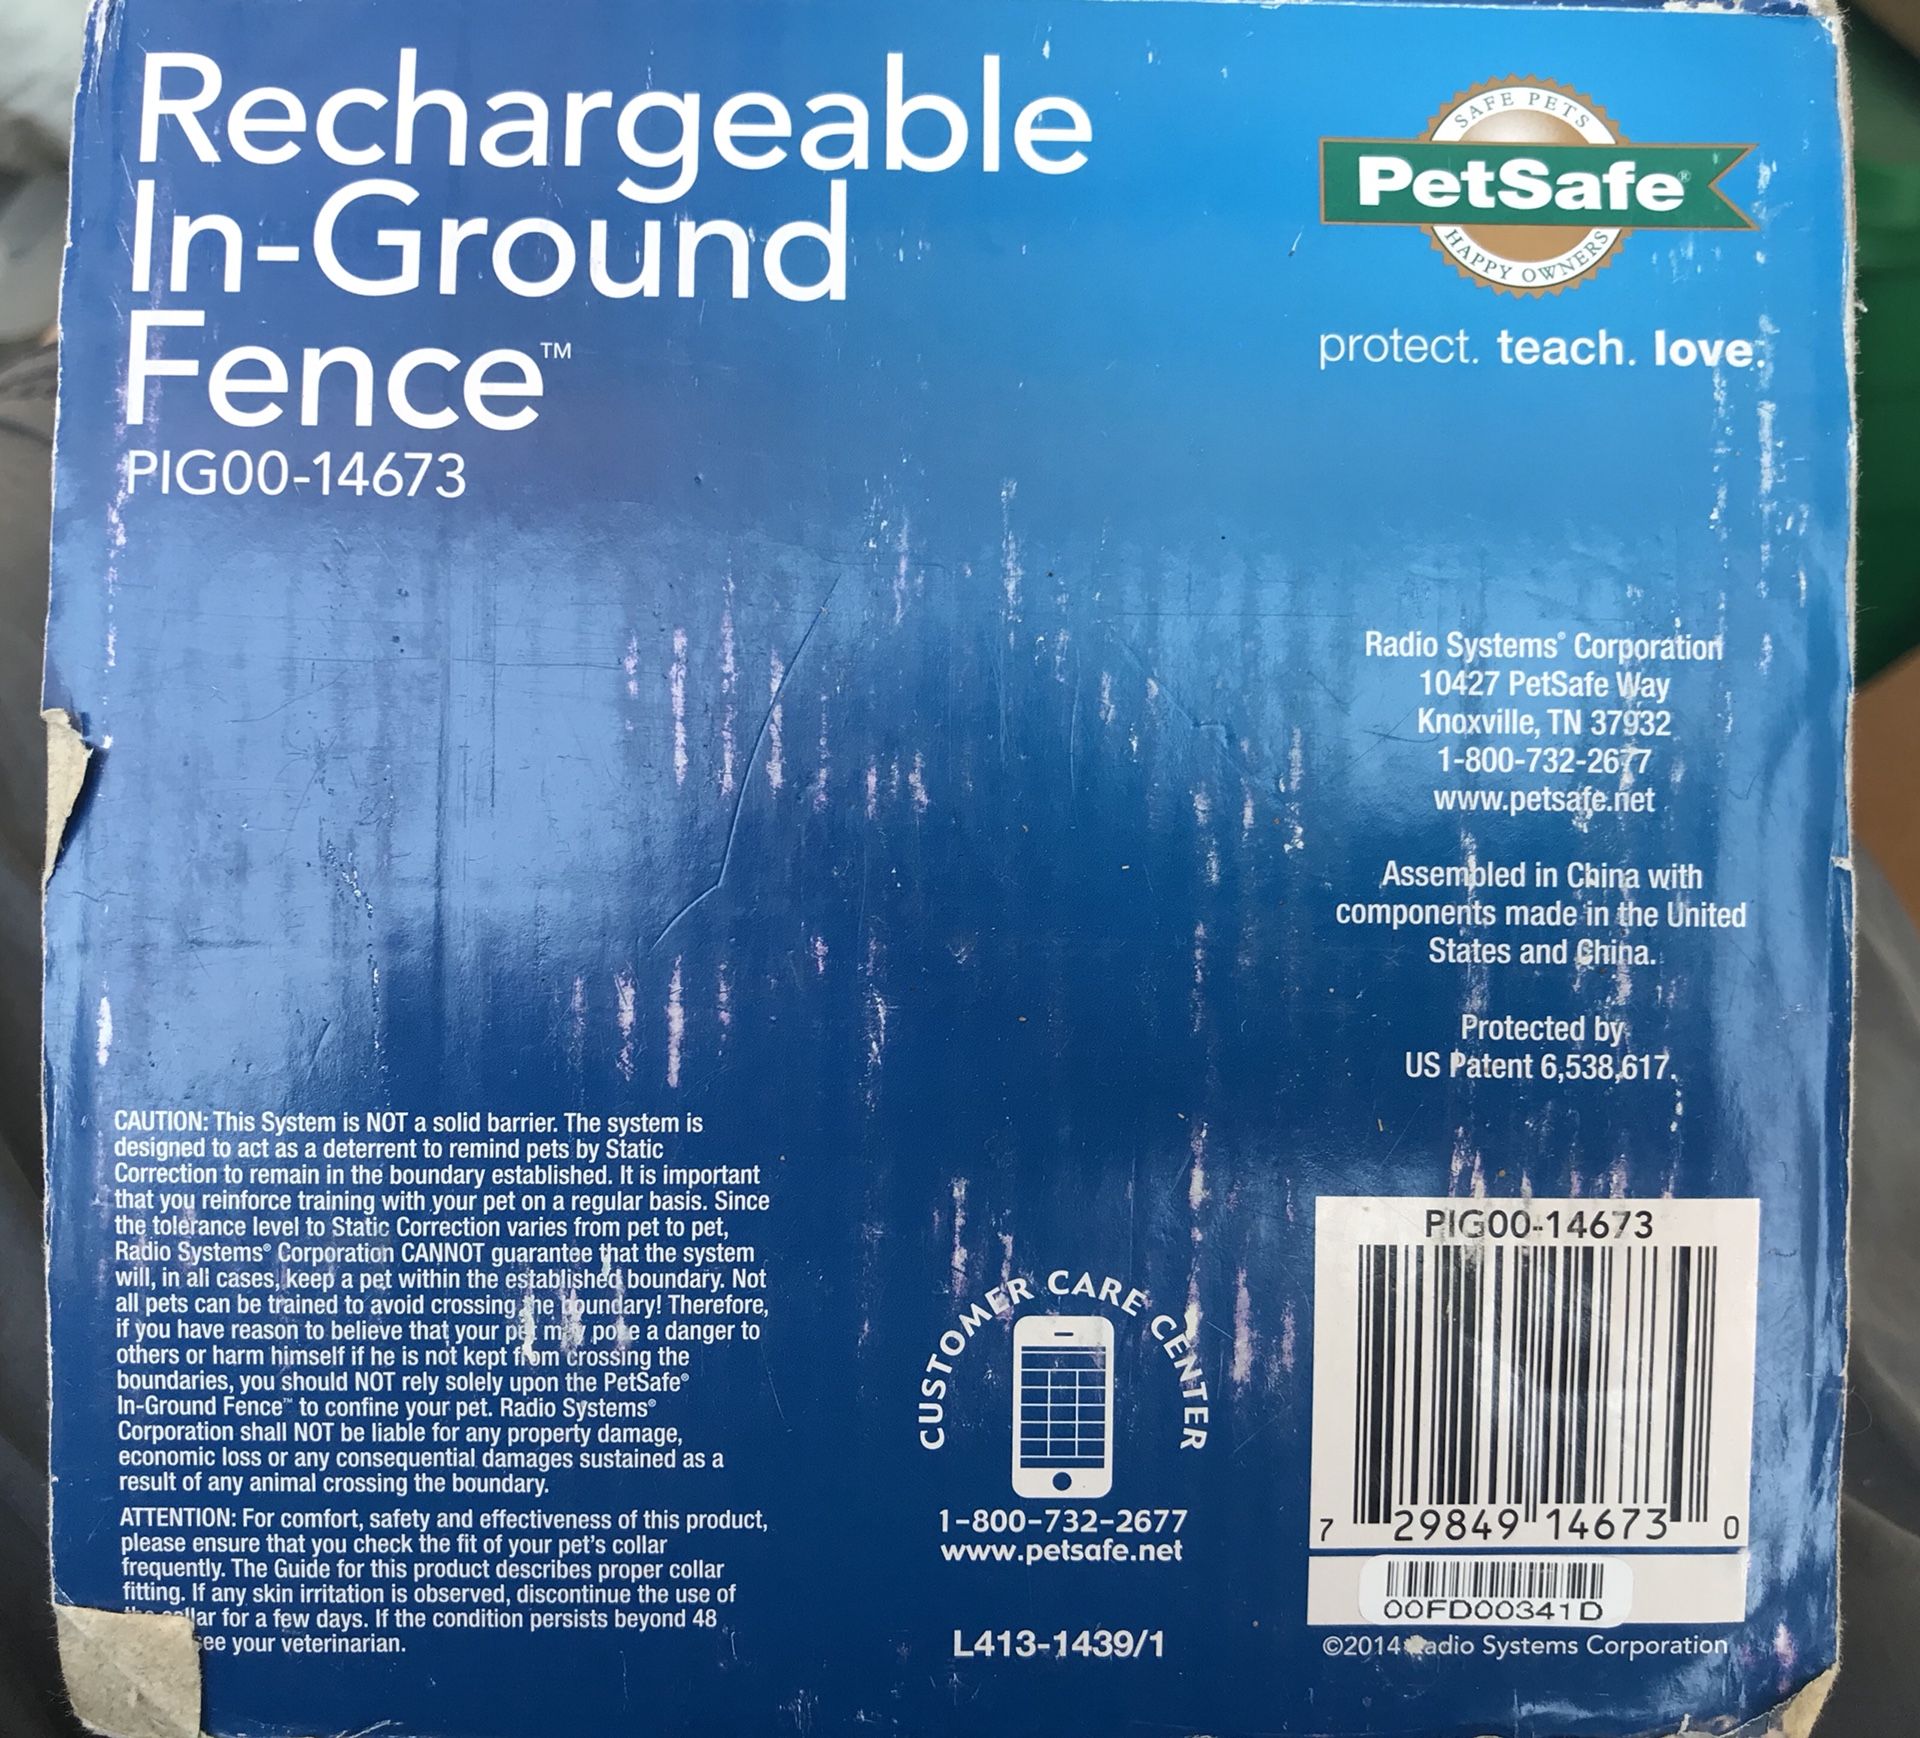 Rechargeable
In-Ground
Fence™
PIG00-14673
SAFE PETS
PetSafe®
HAPPY OWNERS
protect. teach. love.
Radio Systems® Corporation
10427 PetSafe Way
Knoxville, TN 37932
1-800-732-2677
www.petsafe.net
Assembled in China with
components made in the United
States and China.
Protected by
US Patent 6,538,617.
CAUTION: This System is NOT a solid barrier. The system is
designed to act as a deterrent to remind pets by Static
Correction to remain in the boundary established. It is important
that you reinforce training with your pet on a regular basis. Since
the tolerance level to Static Correction varies from pet to pet,
Radio Systems® Corporation CANNOT guarantee that the system
will, in all cases, keep a pet within the established boundary. Not
all pets can be trained to avoid crossing the boundary! Therefore,
if you have reason to believe that your pet may pose a danger to
others or harm himself if he is not kept from crossing the
boundaries, you should NOT rely solely upon the PetSafe®
In-Ground Fence™ to confine your pet. Radio Systems®
Corporation shall NOT be liable for any property damage,
economic loss or any consequential damages sustained as a
result of any animal crossing the boundary.
ATTENTION: For comfort, safety and effectiveness of this product,
please ensure that you check the fit of your pet's collar
frequently. The Guide for this product describes proper collar
fitting. If any skin irritation is observed, discontinue the use of
the collar for a few days. If the condition persists beyond 48
see your veterinarian.
CUSTOMER CARE CENTER
1-800-732-2677
www.petsafe.net
L413-1439/1
PIG00-14673
7 29849 14673 0
00FD00341D
©2014 Radio Systems Corporation